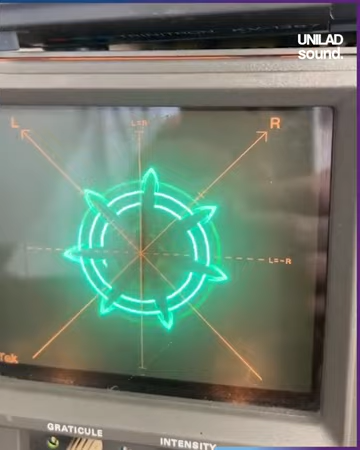 UNILAD
sound.
L
L=R
R
L=-R
Tek
GRATICULE
INTENSITY